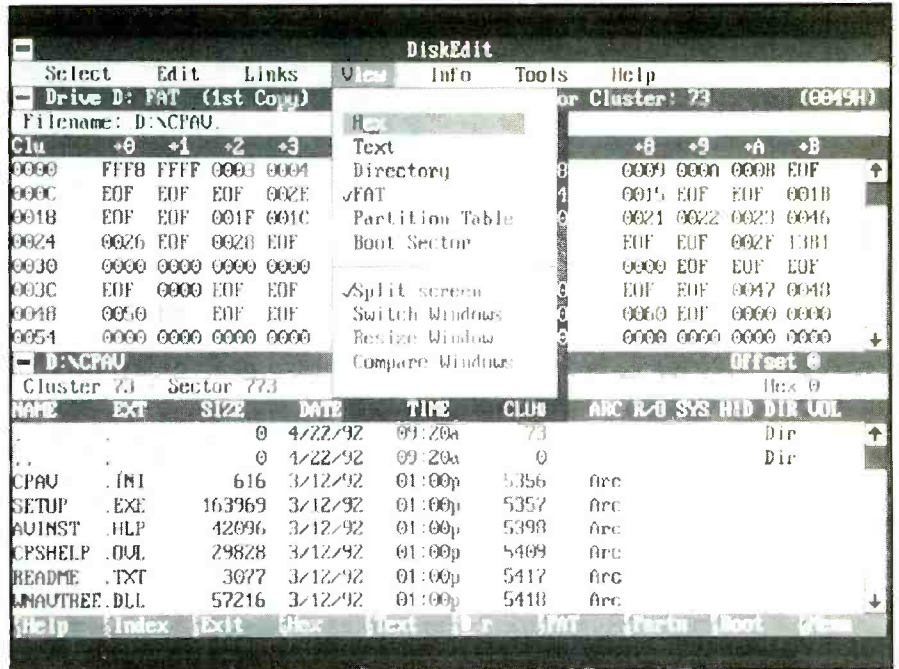 DiskEdit
Select Edit Links View Info Tools Help
Drive D: FAT (1st Copy) or Cluster: 73 (0049H)
Filename: D:\CPAV.
Clu +0 +1 +2 +3 +8 +9 +A +B
0000 FFF8 FFFF 0003 0004 8 0009 000A 000B EOF
000C EOF EOF EOF 002E 4 0015 EOF EOF 001B
0018 EOF EOF 001F 001C 0 0021 0022 0023 0046
0024 0026 EOF 0028 EOF EOF EOF 002F 13B1
0030 0000 0000 0000 0000 0000 EOF EOF EOF
003C EOF 0000 EOF EOF EOF EOF 0047 0048
0048 0050 EOF EOF 0060 EOF 0000 0000
0054 0000 0000 0000 0000 0 0000 0000 0000 0000
Hex
Text
Directory
✓FAT
Partition Table
Boot Sector
✓Split screen
Switch Windows
Resize Window
Compare Windows
D:\CPAV Offset 0
Cluster 73 Sector 773 Hex 0
NAME EXT SIZE DATE TIME CLU# ARC R/O SYS HID DIR VOL
. . 0 4/22/92 09:20a 73 Dir
.. . 0 4/22/92 09:20a 0 Dir
CPAV .INI 616 3/12/92 01:00p 5356 Arc
SETUP .EXE 163969 3/12/92 01:00p 5357 Arc
AVINST .HLP 42096 3/12/92 01:00p 5398 Arc
CPSHELP .OVL 29828 3/12/92 01:00p 5409 Arc
README .TXT 3077 3/12/92 01:00p 5417 Arc
WNAVTREE.DLL 57216 3/12/92 01:00p 5418 Arc
Help Index Exit Hex Text FAT Partn Boot Menu